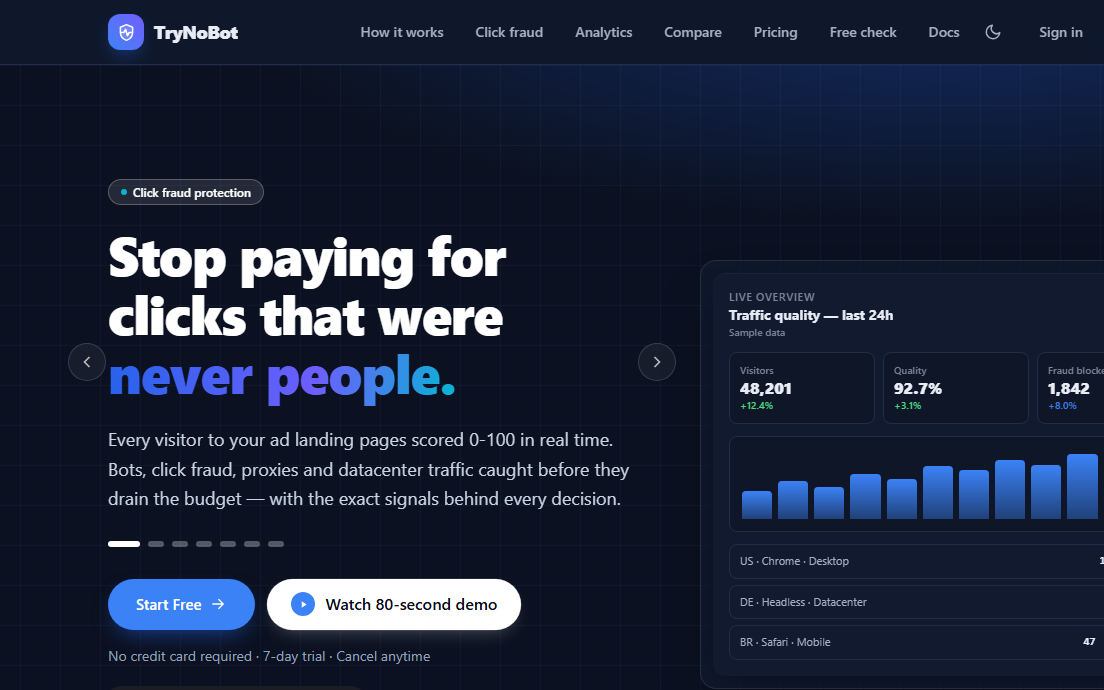 TryNoBot
How it works
Click fraud
Analytics
Compare
Pricing
Free check
Docs
Sign in
Click fraud protection
Stop paying for
clicks that were
never people.
Every visitor to your ad landing pages scored 0-100 in real time.
Bots, click fraud, proxies and datacenter traffic caught before they
drain the budget — with the exact signals behind every decision.
Start Free
Watch 80-second demo
No credit card required · 7-day trial · Cancel anytime
LIVE OVERVIEW
Traffic quality — last 24h
Sample data
Visitors
48,201
+12.4%
Quality
92.7%
+3.1%
Fraud
1,842
+8.0%
US · Chrome · Desktop
DE · Headless · Datacenter
BR · Safari · Mobile
47